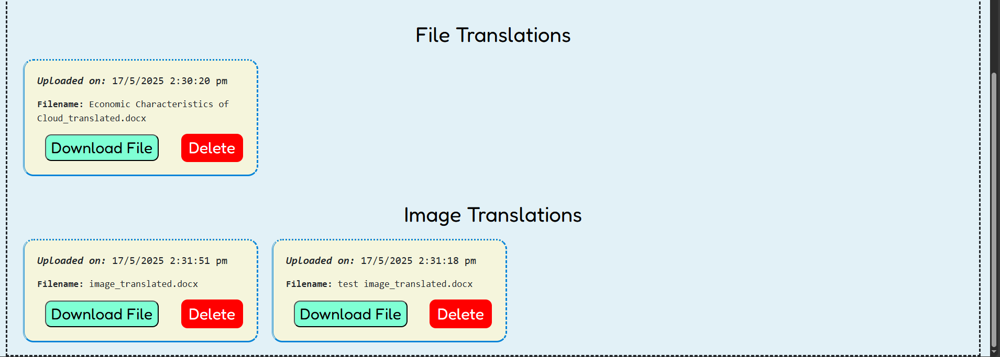 File Translations
Uploaded on: 17/5/2025 2:30:20 pm
Filename: Economic Characteristics of
Cloud_translated.docx
Download File
Delete
Image Translations
Uploaded on: 17/5/2025 2:31:51 pm
Filename: image_translated.docx
Download File
Delete
Uploaded on: 17/5/2025 2:31:18 pm
Filename: test image_translated.docx
Download File
Delete